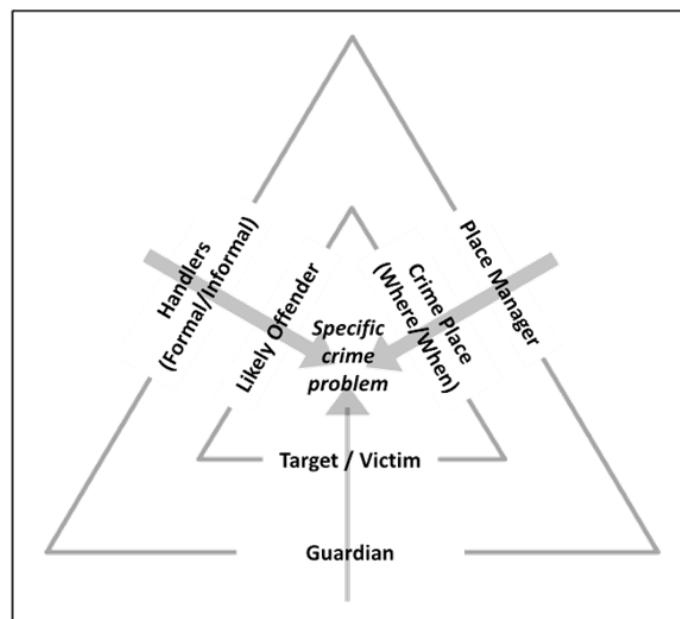 Handlers
(Formal/Informal)
Likely Offender
Specific
crime
problem
Crime Place
(Where/When)
Place Manager
Target / Victim
Guardian